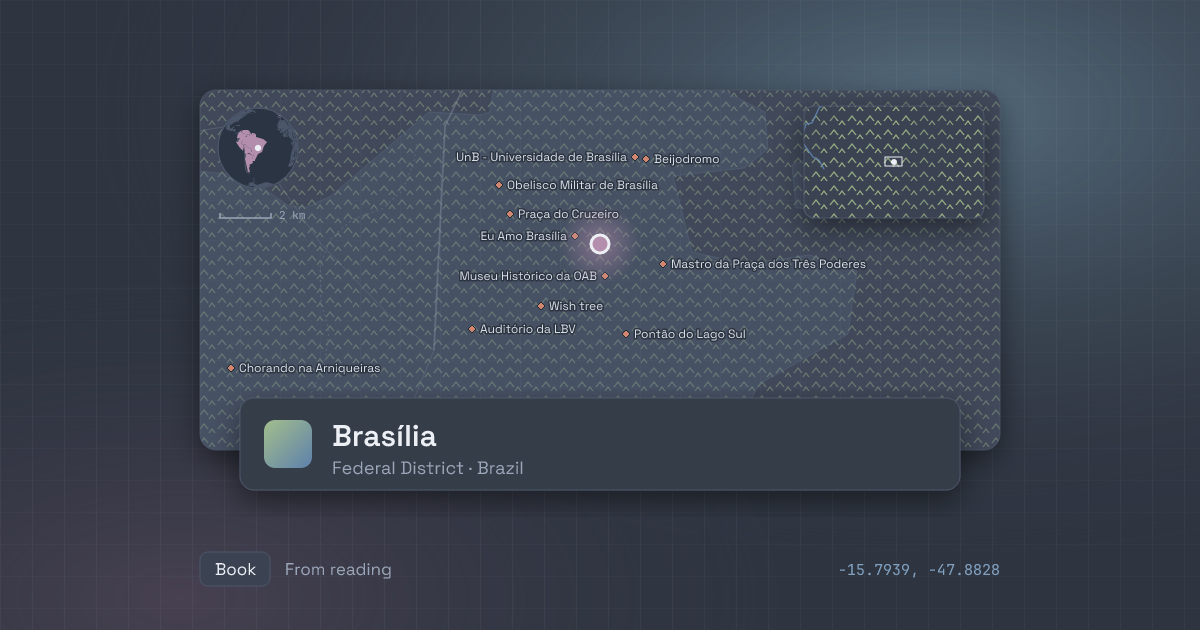 UnB - Universidade de Brasília
Beijodromo
Obelisco Militar de Brasília
2 km
Praça do Cruzeiro
Eu Amo Brasília
Mastro da Praça dos Três Poderes
Museu Histórico da OAB
Wish tree
Auditório da LBV
Pontão do Lago Sul
Chorando na Arniqueiras
Brasília
Federal District · Brazil
Book
From reading
-15.7939, -47.8828